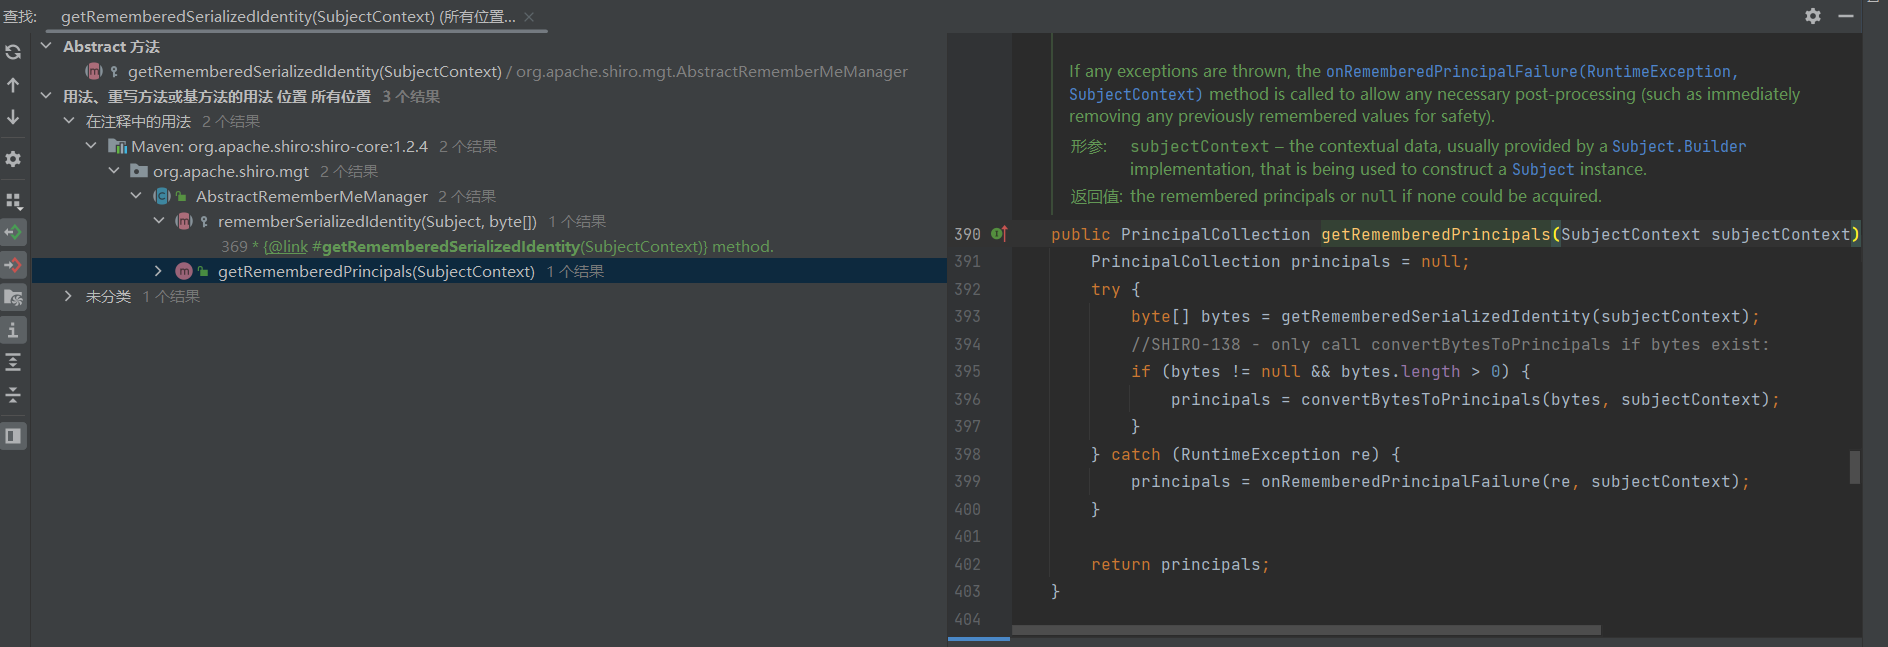 查找:
getRememberedSerializedIdentity(SubjectContext) (所有位置...
Abstract 方法
getRememberedSerializedIdentity(SubjectContext) / org.apache.shiro.mgt.AbstractRememberMeManager
用法、重写方法或基方法的用法 位置 所有位置 3 个结果
在注释中的用法 2 个结果
Maven: org.apache.shiro:shiro-core:1.2.4 2 个结果
org.apache.shiro.mgt 2 个结果
AbstractRememberMeManager 2 个结果
rememberSerializedIdentity(Subject, byte[]) 1 个结果
369 * {@link #getRememberedSerializedIdentity(SubjectContext)} method.
getRememberedPrincipals(SubjectContext) 1 个结果
未分类 1 个结果
If any exceptions are thrown, the onRememberedPrincipalFailure(RuntimeException,
SubjectContext) method is called to allow any necessary post-processing (such as immediately
removing any previously remembered values for safety).
形参: subjectContext – the contextual data, usually provided by a Subject.Builder
implementation, that is being used to construct a Subject instance.
返回值: the remembered principals or null if none could be acquired.
390 public PrincipalCollection getRememberedPrincipals(SubjectContext subjectContext)
391 PrincipalCollection principals = null;
392 try {
393 byte[] bytes = getRememberedSerializedIdentity(subjectContext);
394 //SHIRO-138 - only call convertBytesToPrincipals if bytes exist:
395 if (bytes != null && bytes.length > 0) {
396 principals = convertBytesToPrincipals(bytes, subjectContext);
397 }
398 } catch (RuntimeException re) {
399 principals = onRememberedPrincipalFailure(re, subjectContext);
400 }
401
402 return principals;
403 }
404